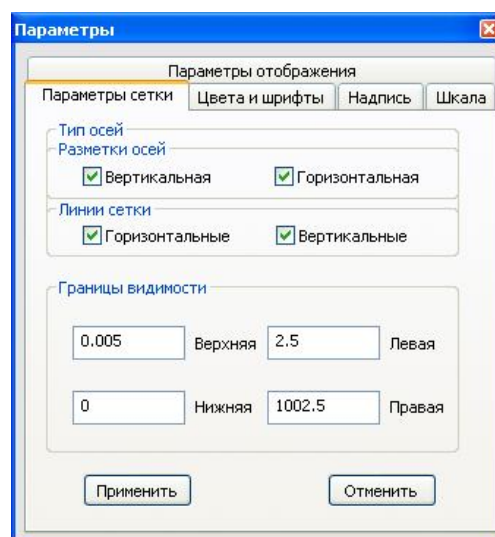 Параметры
Параметры отображения
Параметры сетки Цвета и шрифты Надпись Шкала
Тип осей
Разметки осей
Вертикальная Горизонтальная
Линии сетки
Горизонтальные Вертикальные
Границы видимости
0.005 Верхняя 2.5 Левая
0 Нижняя 1002.5 Правая
Применить Отменить